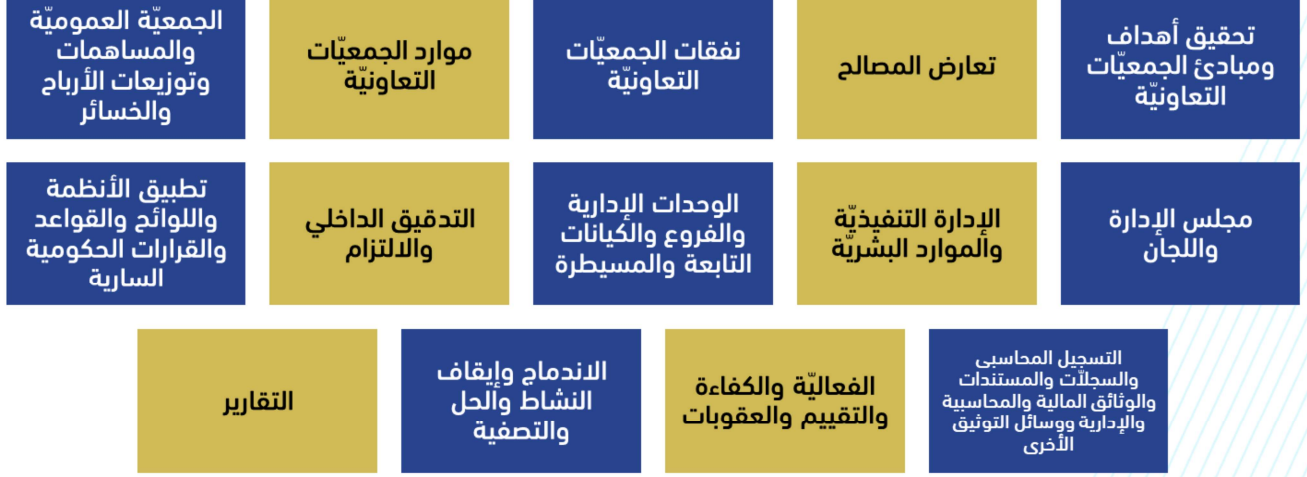 تحقيق أهداف
ومبادئ الجمعيّات
التعاونيّة
تعارض المصالح
نفقات الجمعيّات
التعاونيّة
موارد الجمعيّات
التعاونيّة
الجمعيّة العموميّة
والمساهمات
وتوزيعات الأرباح
والخسائر
مجلس الإدارة
واللجان
الإدارة التنفيذيّة
والموارد البشريّة
الوحدات الإدارية
والفروع والكيانات
التابعة والمسيطرة
التدقيق الداخلي
والالتزام
تطبيق الأنظمة
واللوائح والقواعد
والقرارات الحكومية
السارية
التسجيل المحاسبى
والسجلاّت والمستندات
والوثائق المالية والمحاسبية
والإدارية ووسائل التوثيق
الأخرى
الفعاليّة والكفاءة
والتقييم والعقوبات
الاندماج وإيقاف
النشاط والحل
والتصفية
التقارير